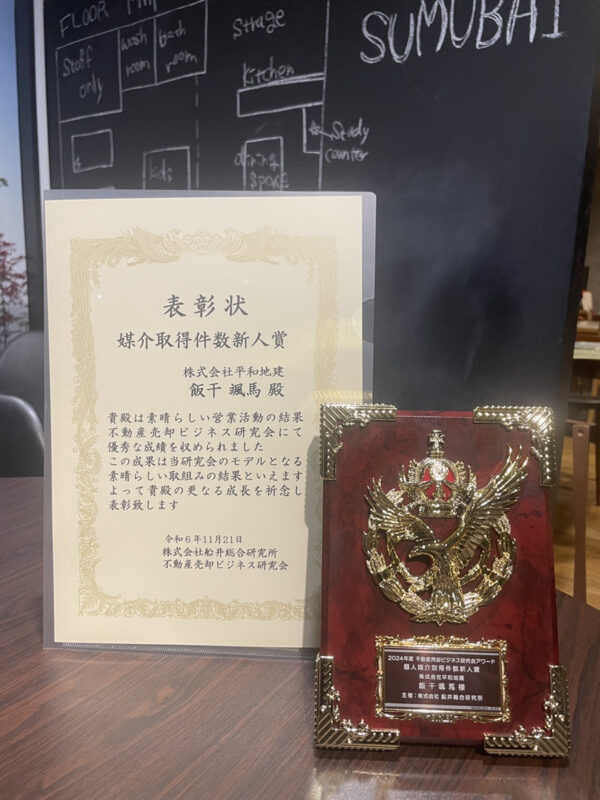 FLOOR
SUMUBAI
Staff
only
wash
room
bath
room
Strage
kitchen
Study
counter
kids
dining
space
表彰状
媒介取得件数新人賞
株式会社平和地建
飯干 颯馬 殿
貴殿は素晴らしい営業活動の結果
不動産売却ビジネス研究会にて
優秀な成績を収められました
この成果は当研究会のモデルとなる
素晴らしい取組みの結果といえます
よって貴殿の更なる成長を祈念し
表彰致します
令和6年11月21日
株式会社船井総合研究所
不動産売却ビジネス研究会
2024年度 不動産売却ビジネス研究会アワード
個人媒介取得件数新人賞
株式会社平和地建
飯干颯馬様
主催：株式会社 船井総合研究所